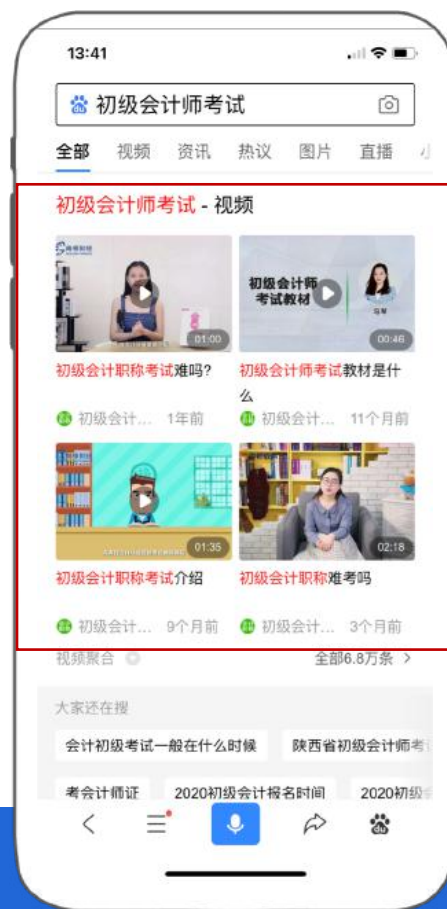 13:41
初级会计师考试
全部 视频 资讯 热议 图片 直播
初级会计师考试 - 视频
01:00
初级会计师
考试教材
00:46
初级会计职称考试难吗?
初级会计师考试教材是什
么
初级会计... 1年前
初级会计... 11个月前
01:35
02:18
初级会计职称考试介绍
初级会计职称难考吗
初级会计... 9个月前
初级会计... 3个月前
视频聚合
全部6.8万条 >
大家还在搜
会计初级考试一般在什么时候
陕西省初级会计师考
考会计师证
2020初级会计报名时间
2020初级
du